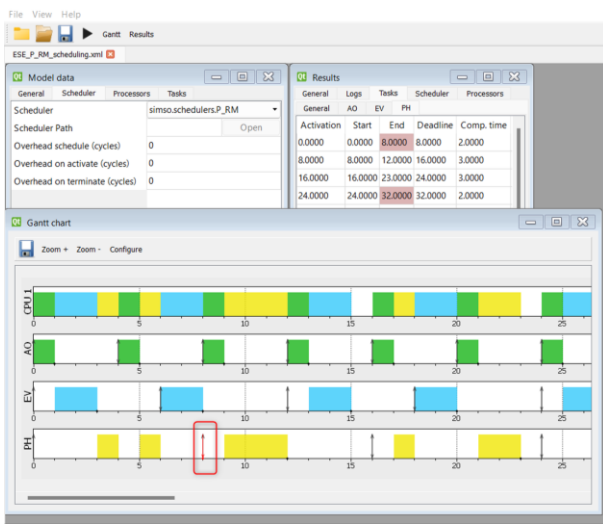 File View Help
Gantt Results
ESE_P_RM_scheduling.xml
Model data
General Scheduler Processors Tasks
Scheduler simso.schedulers.P_RM
Scheduler Path Open
Overhead schedule (cycles) 0
Overhead on activate (cycles) 0
Overhead on terminate (cycles) 0
Results
General Logs Tasks Scheduler Processors
General AO EV PH
Activation Start End Deadline Comp. time
0.0000 0.0000 8.0000 8.0000 2.0000
8.0000 8.0000 12.0000 16.0000 3.0000
16.0000 16.0000 23.0000 24.0000 3.0000
24.0000 24.0000 32.0000 32.0000 2.0000
Gantt chart
Zoom + Zoom - Configure
CPU 1
0 5 10 15 20 25
AO
0 5 10 15 20 25
EV
0 5 10 15 20 25
PH
0 5 10 15 20 25